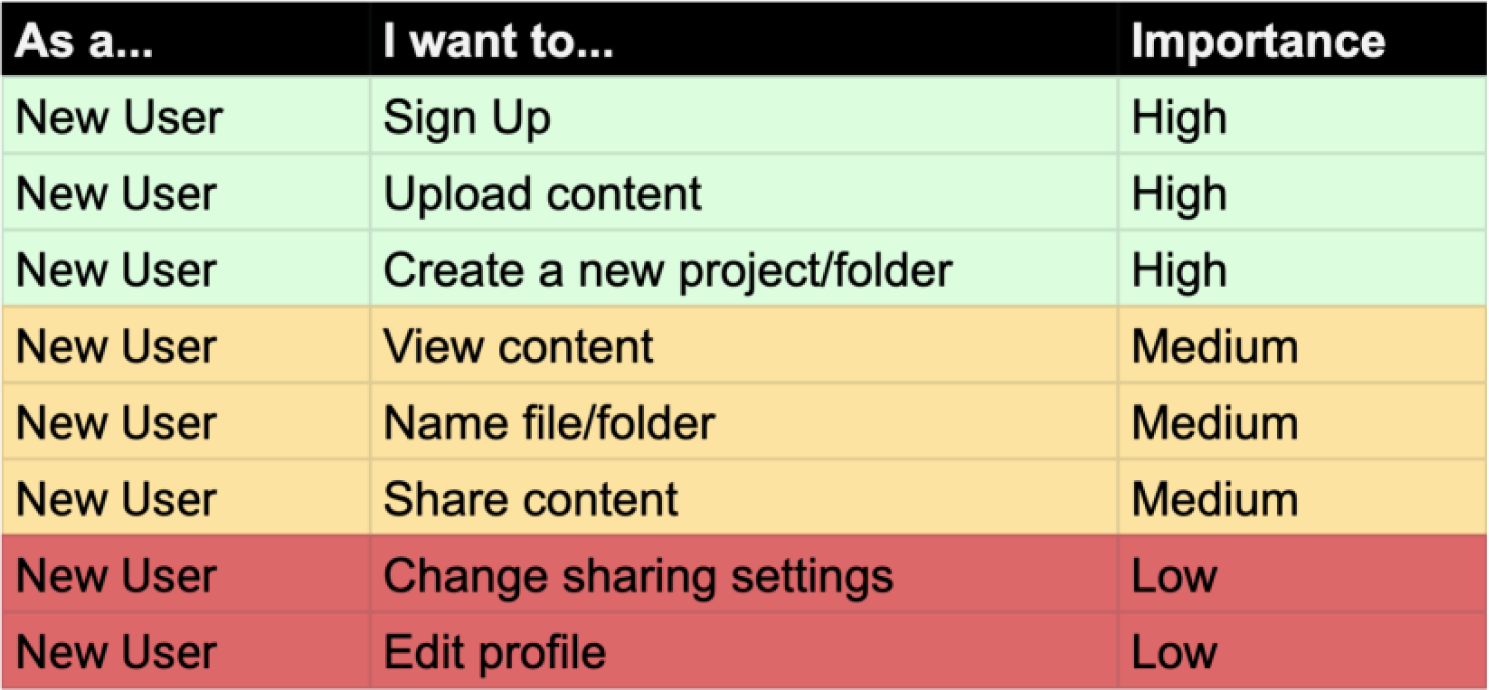 As a... I want to... Importance
New User Sign Up High
New User Upload content High
New User Create a new project/folder High
New User View content Medium
New User Name file/folder Medium
New User Share content Medium
New User Change sharing settings Low
New User Edit profile Low